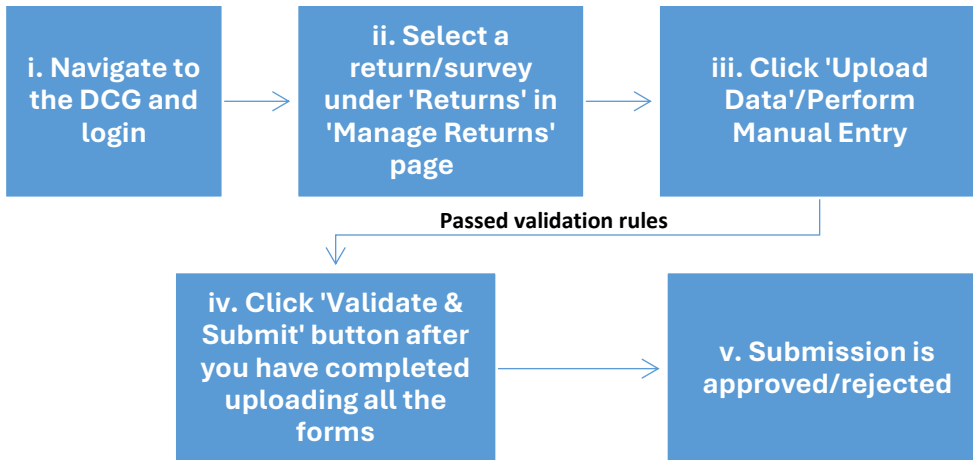 i. Navigate to
the DCG and
login
ii. Select a
return/survey
under 'Returns' in
'Manage Returns'
page
iii. Click 'Upload
Data'/Perform
Manual Entry
Passed validation rules
iv. Click 'Validate &
Submit' button after
you have completed
uploading all the
forms
v. Submission is
approved/rejected